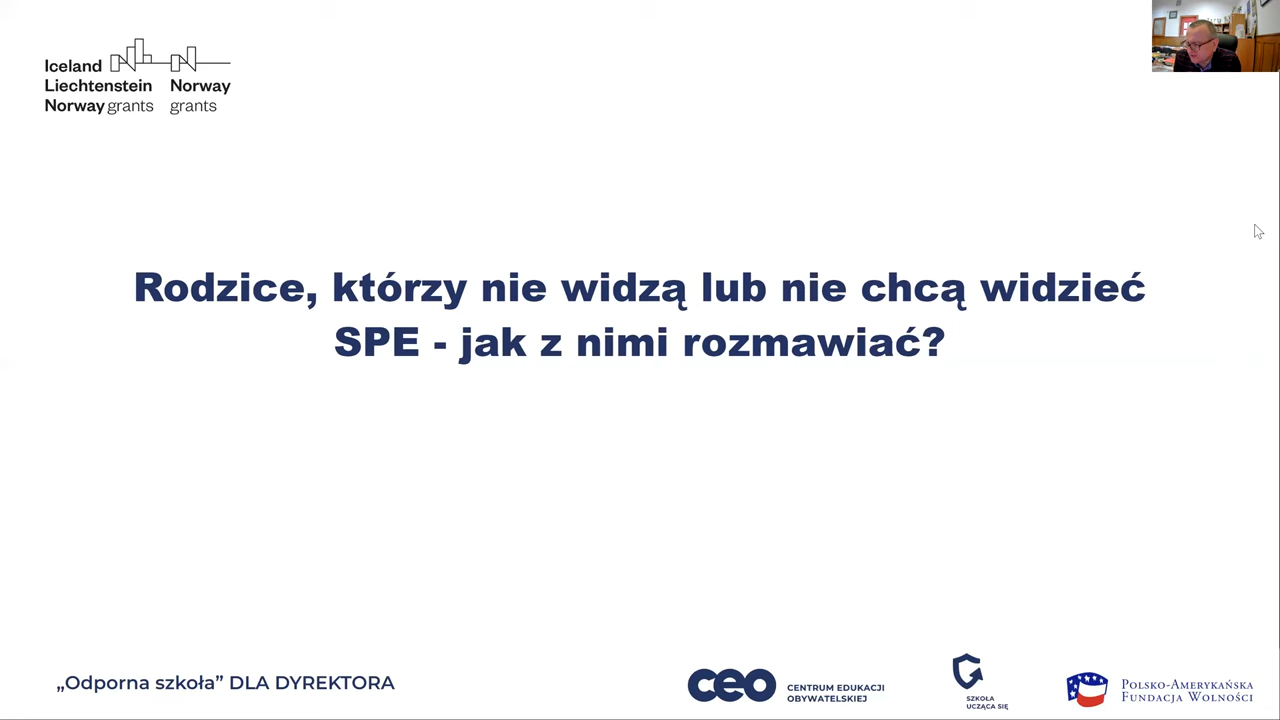 Iceland
Liechtenstein Norway
Norway grants grants
Rodzice, którzy nie widzą lub nie chcą widzieć
SPE - jak z nimi rozmawiać?
„Odporna szkoła” DLA DYREKTORA
ceo
CENTRUM EDUKACJI
OBYWATELSKIEJ
SZKOŁA
UCZĄCA SIĘ
POLSKO-AMERYKAŃSKA
FUNDACJA WOLNOŚCI